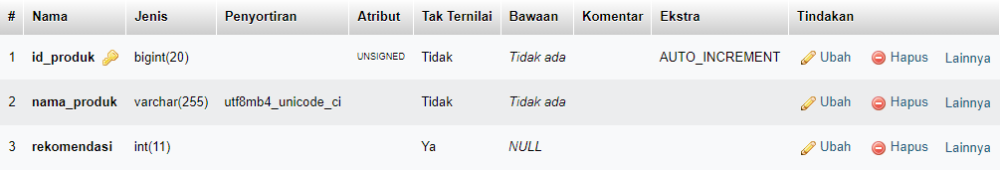 # Nama Jenis Penyortiran Atribut Tak Ternilai Bawaan Komentar Ekstra Tindakan
1 id_produk bigint(20) UNSIGNED Tidak Tidak ada AUTO_INCREMENT Ubah Hapus Lainnya
2 nama_produk varchar(255) utf8mb4_unicode_ci Tidak Tidak ada Ubah Hapus Lainnya
3 rekomendasi int(11) Ya NULL Ubah Hapus Lainnya